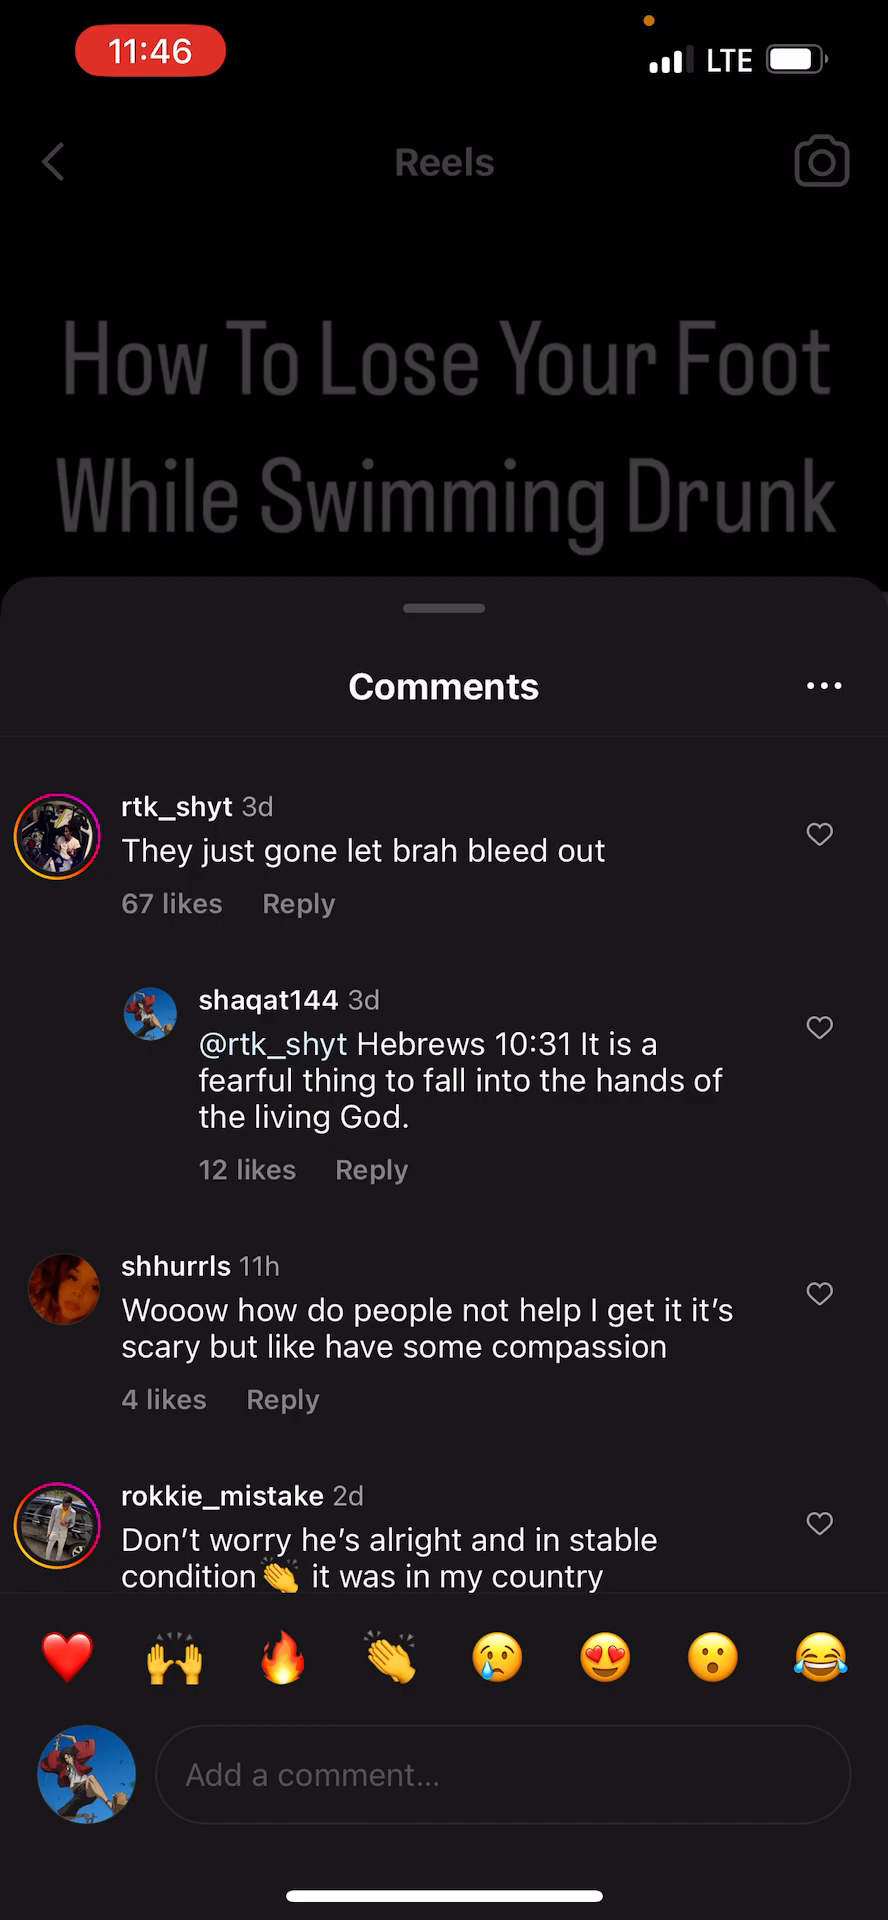 11:46
LTE
Reels
How To Lose Your Foot
While Swimming Drunk
Comments
rtk_shyt 3d
They just gone let brah bleed out
67 likes Reply
shaqat144 3d
@rtk_shyt Hebrews 10:31 It is a
fearful thing to fall into the hands of
the living God.
12 likes Reply
shhurrls 11h
Wooow how do people not help I get it it’s
scary but like have some compassion
4 likes Reply
rokkie_mistake 2d
Don’t worry he’s alright and in stable
condition👏 it was in my country
Add a comment...